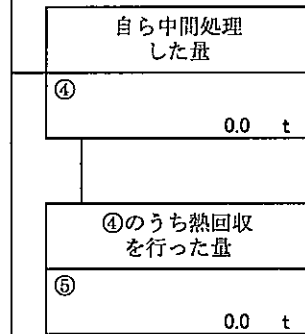 自ら中間処理
した量
④
0.0 t
④のうち熱回収
を行った量
⑤
0.0 t